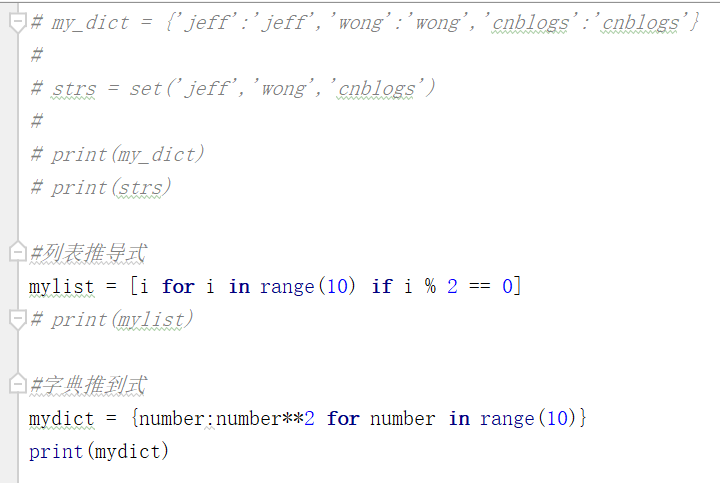 # my_dict = {'jeff':'jeff','wong':'wong','cnblogs':'cnblogs'}
#
# strs = set('jeff','wong','cnblogs')
#
# print(my_dict)
# print(strs)
#列表推导式
mylist = [i for i in range(10) if i % 2 == 0]
# print(mylist)
#字典推到式
mydict = {number:number**2 for number in range(10)}
print(mydict)